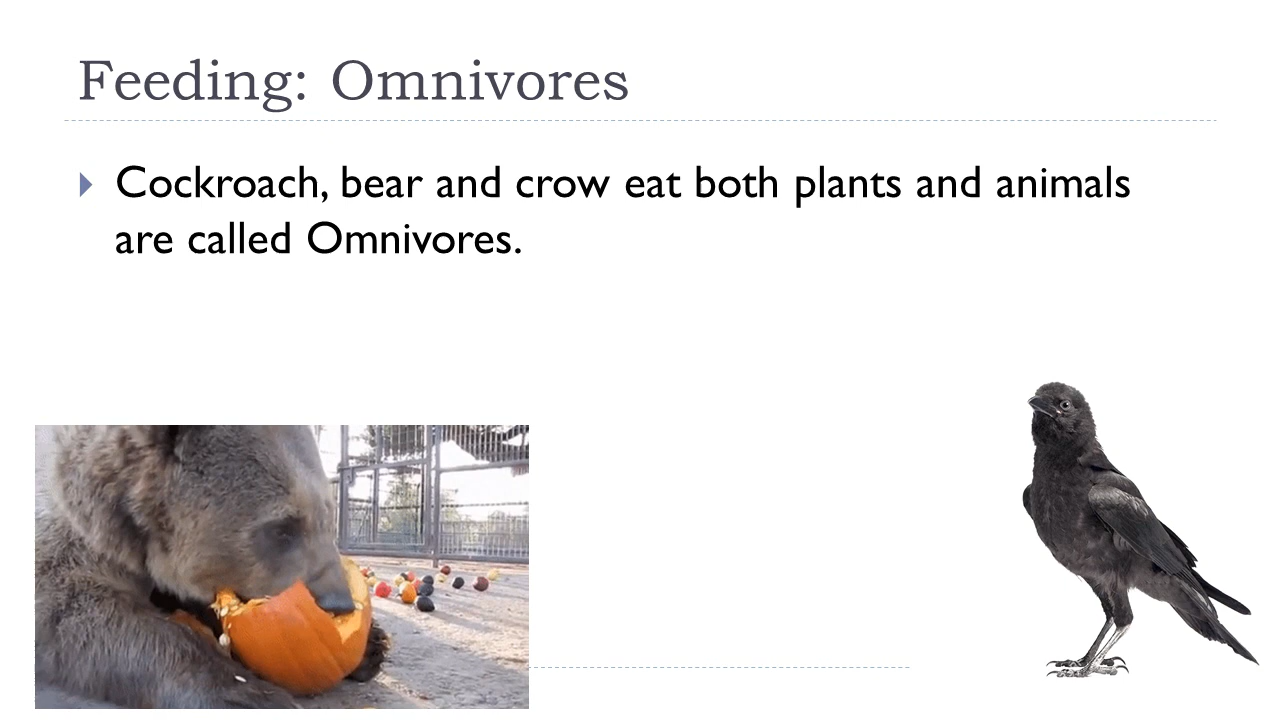 Feeding: Omnivores
Cockroach, bear and crow eat both plants and animals
are called Omnivores.